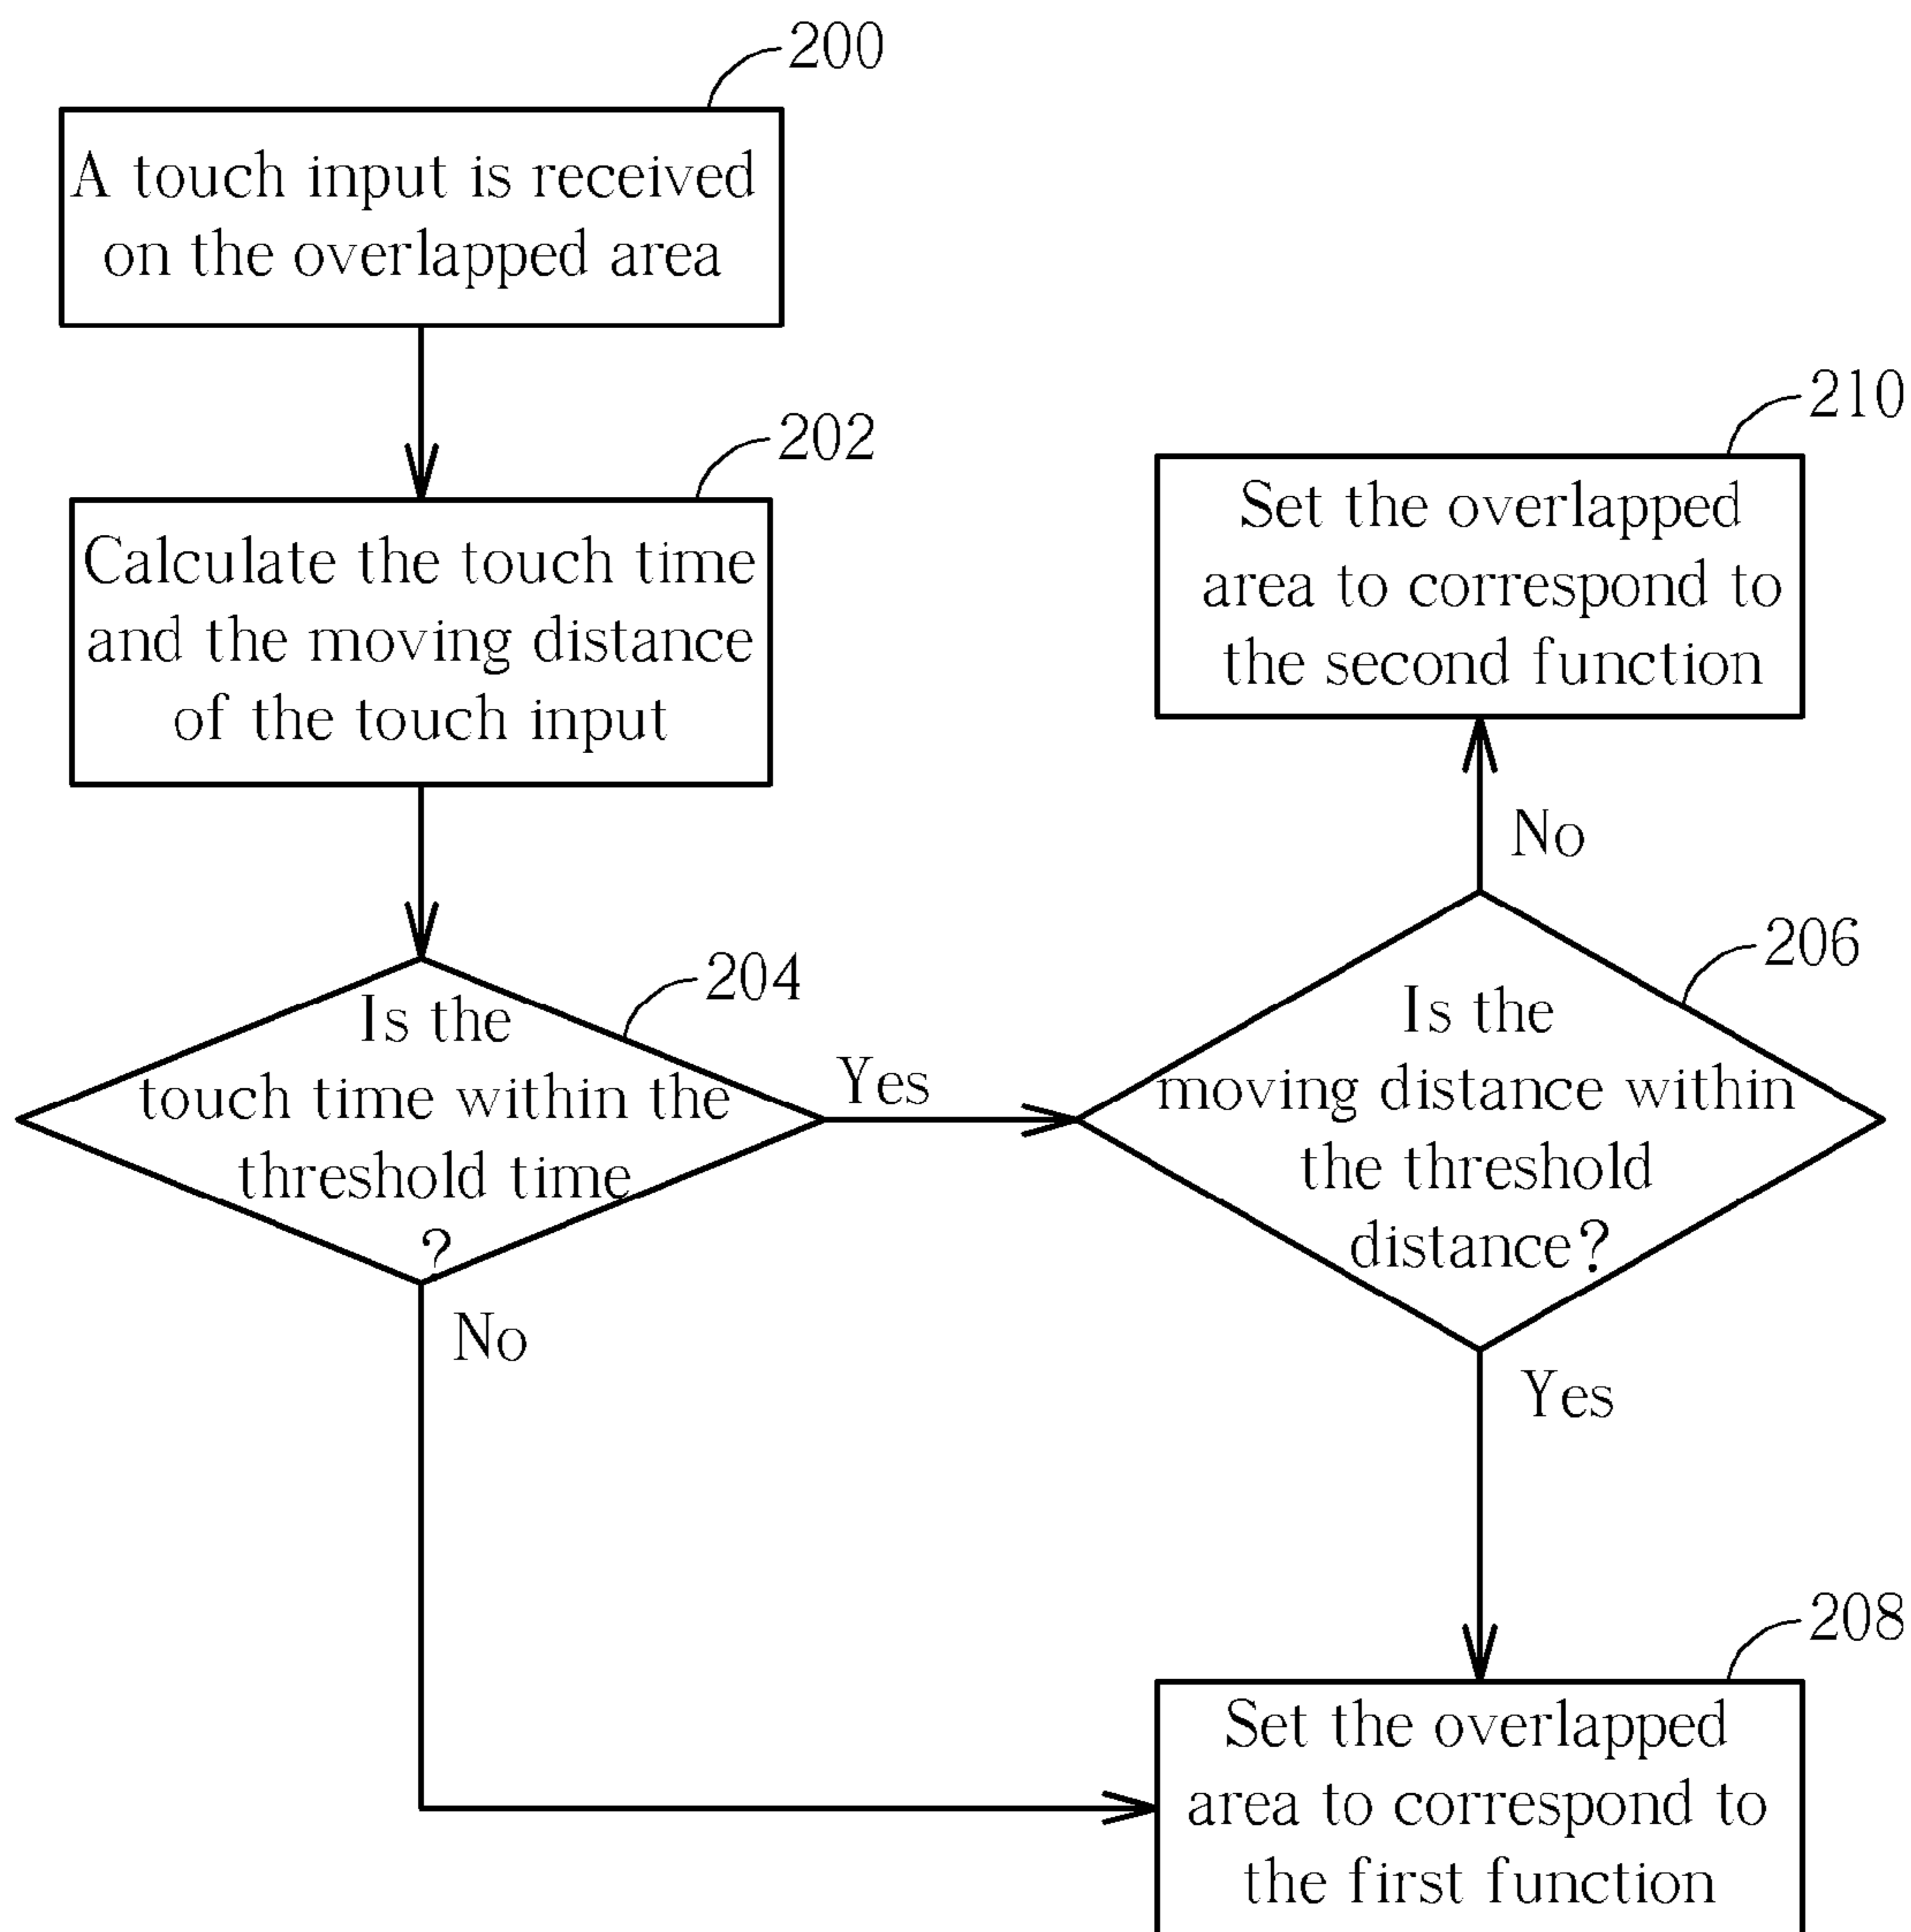 200
A touch input is received
on the overlapped area
202
Calculate the touch time
and the moving distance
of the touch input
204
Is the
touch time within the
threshold time
?
Yes
No
210
Set the overlapped
area to correspond to
the second function
No
206
Is the
moving distance within
the threshold
distance?
Yes
208
Set the overlapped
area to correspond to
the first function